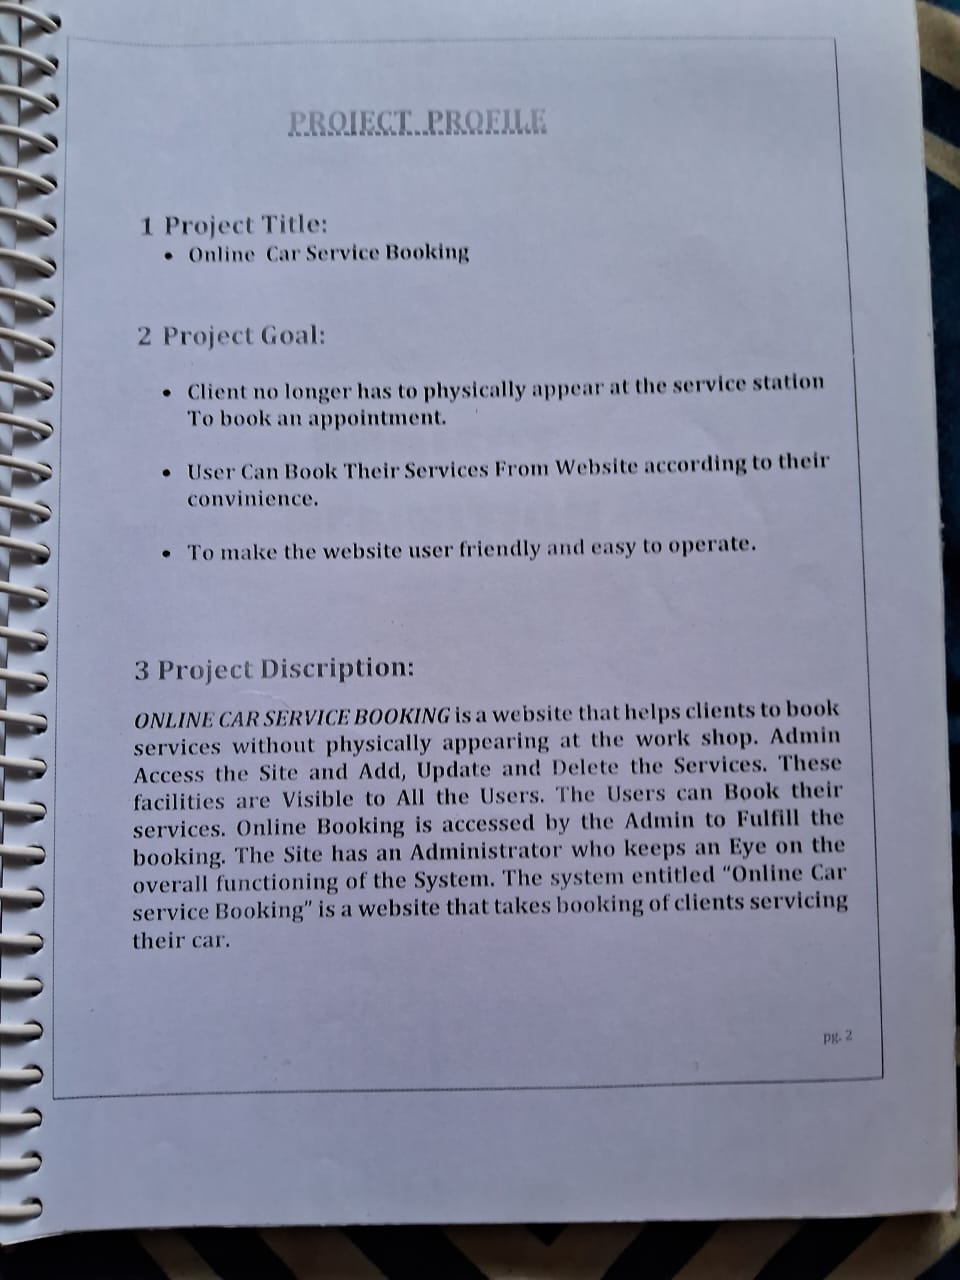 PROJECT PROFILE
1 Project Title:
• Online Car Service Booking
2 Project Goal:
• Client no longer has to physically appear at the service station
To book an appointment.
• User Can Book Their Services From Website according to their
convinience.
• To make the website user friendly and easy to operate.
3 Project Discription:
ONLINE CAR SERVICE BOOKING is a website that helps clients to book
services without physically appearing at the work shop. Admin
Access the Site and Add, Update and Delete the Services. These
facilities are Visible to All the Users. The Users can Book their
services. Online Booking is accessed by the Admin to Fulfill the
booking. The Site has an Administrator who keeps an Eye on the
overall functioning of the System. The system entitled "Online Car
service Booking" is a website that takes booking of clients servicing
their car.
pg. 2